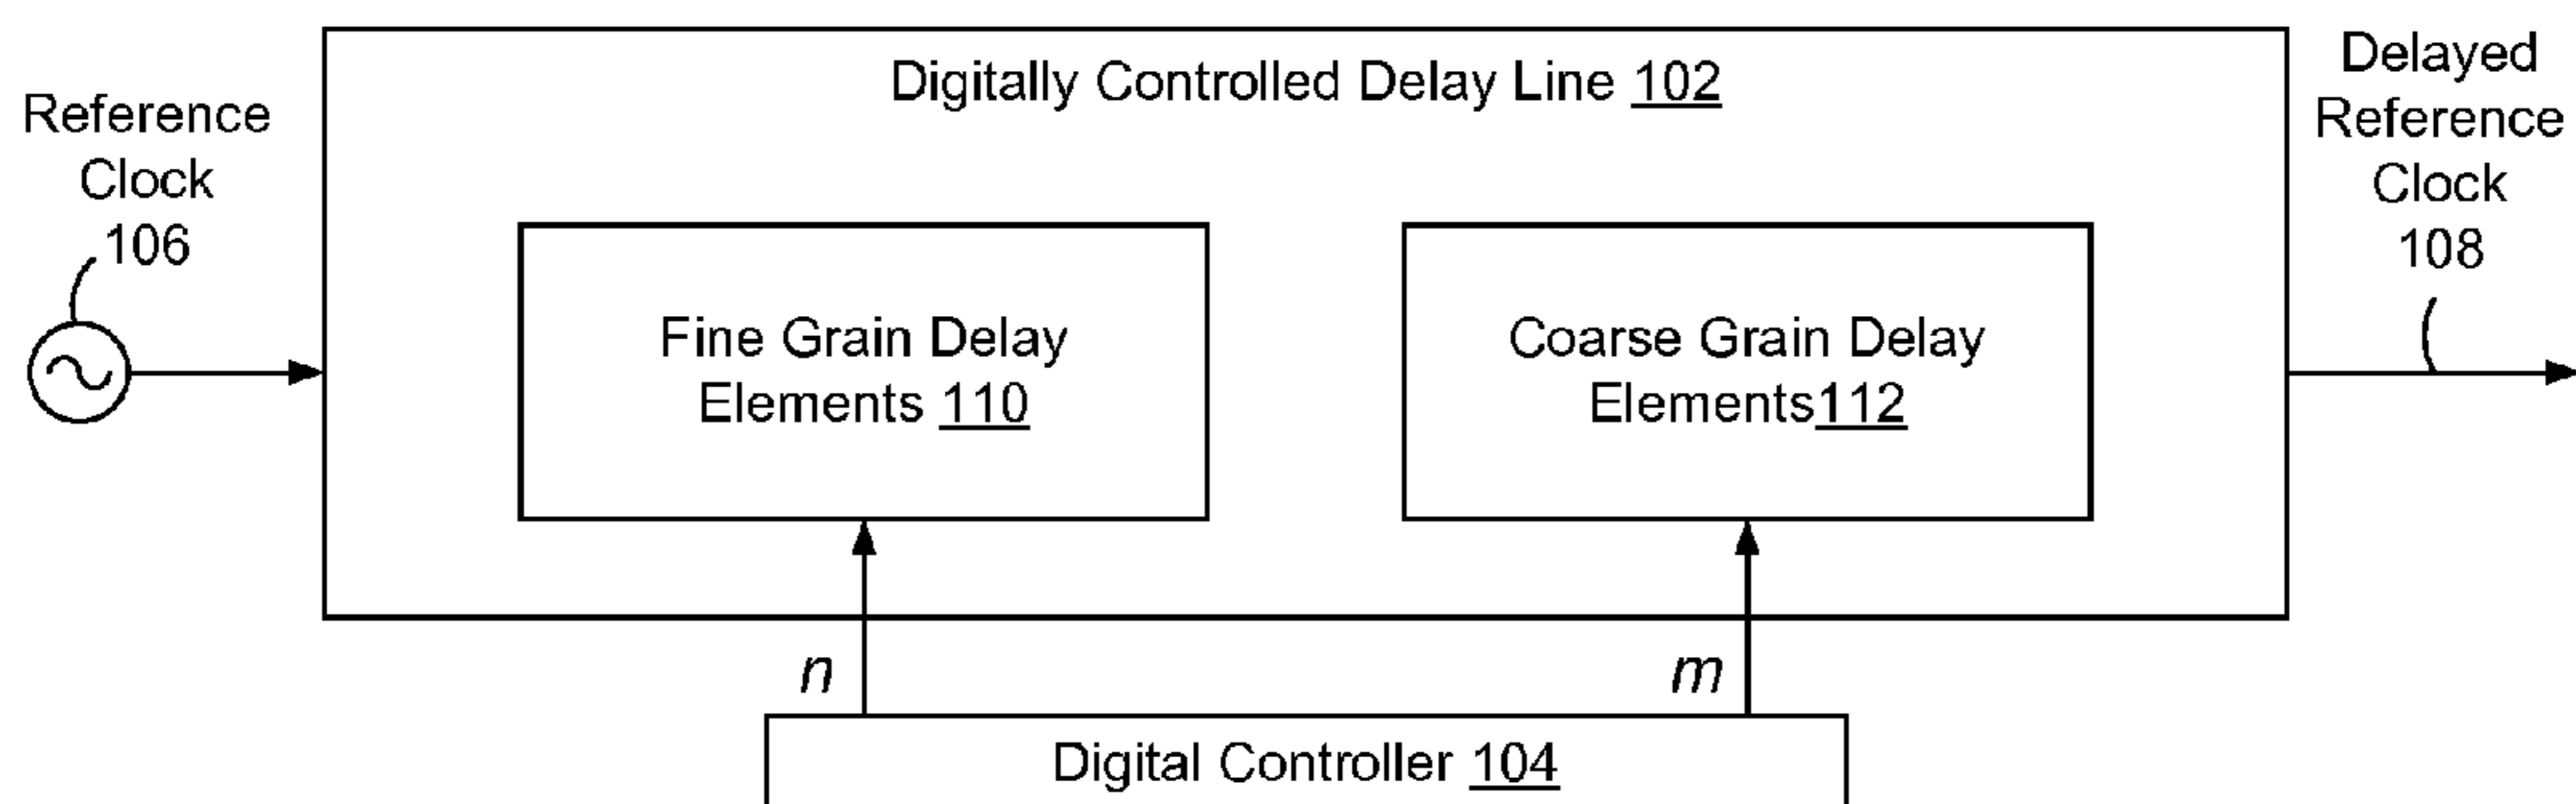 Digitally Controlled Delay Line 102
Reference
Clock
106
Delayed
Reference
Clock
108
Fine Grain Delay
Elements 110
Coarse Grain Delay
Elements112
n
m
Digital Controller 104